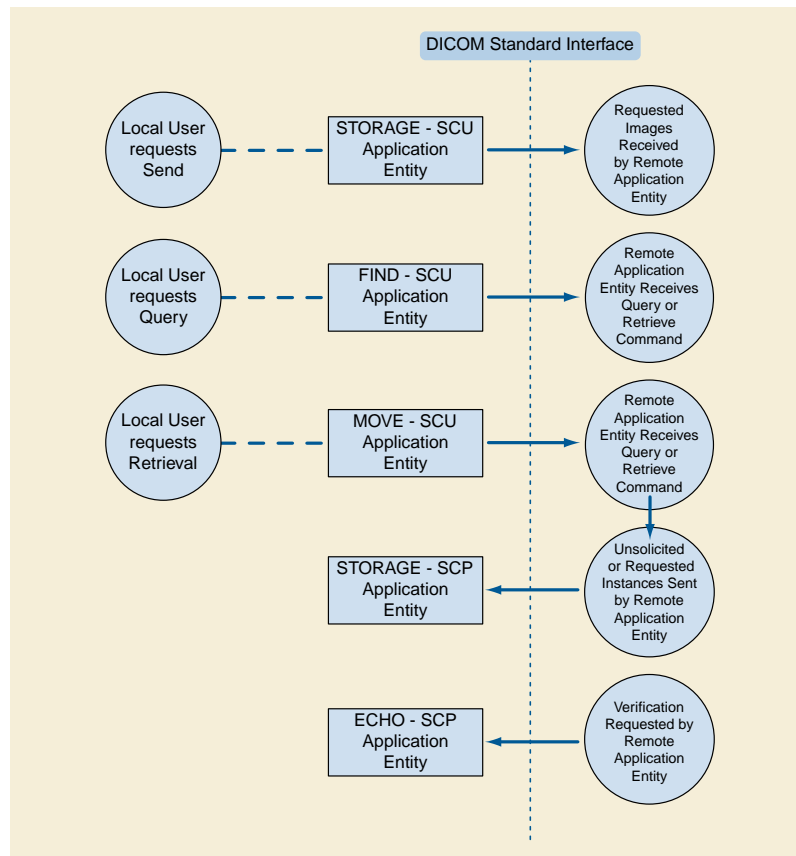 DICOM Standard Interface
Local User
requests
Send
STORAGE - SCU
Application
Entity
Requested
Images
Received
by Remote
Application
Entity
Local User
requests
Query
FIND - SCU
Application
Entity
Remote
Application
Entity Receives
Query or
Retrieve
Command
Local User
requests
Retrieval
MOVE - SCU
Application
Entity
Remote
Application
Entity Receives
Query or
Retrieve
Command
STORAGE - SCP
Application
Entity
Unsolicited
or Requested
Instances Sent
by Remote
Application
Entity
ECHO - SCP
Application
Entity
Verification
Requested by
Remote
Application
Entity